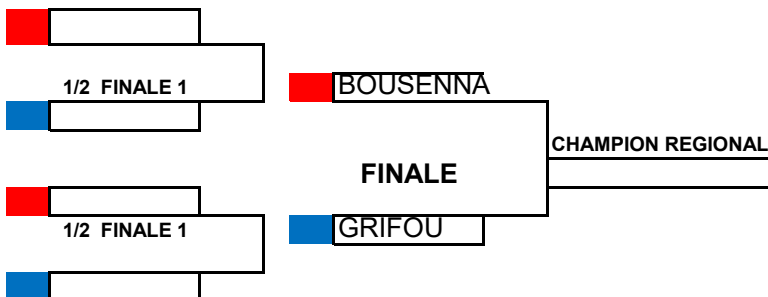 1/2 FINALE 1
BOUSENNA
CHAMPION REGIONAL
FINALE
1/2 FINALE 1
GRIFOU